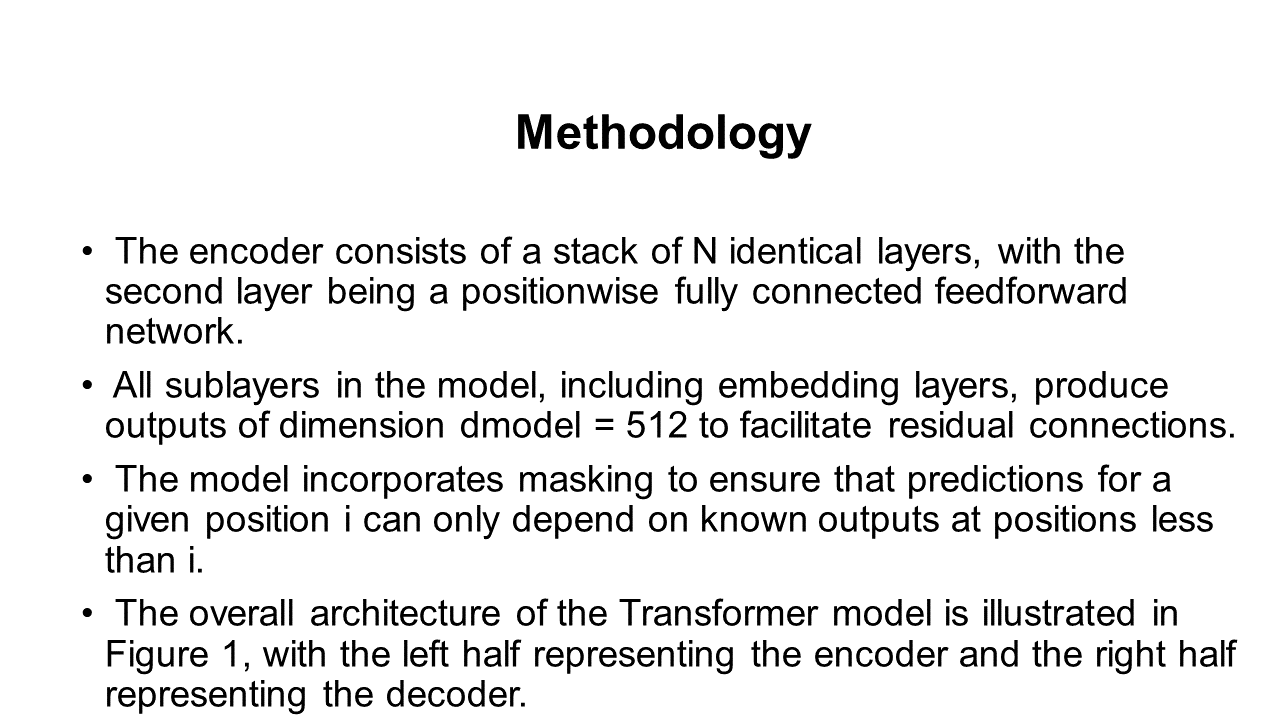 Methodology
• The encoder consists of a stack of N identical layers, with the
second layer being a positionwise fully connected feedforward
network.
• All sublayers in the model, including embedding layers, produce
outputs of dimension dmodel = 512 to facilitate residual connections.
• The model incorporates masking to ensure that predictions for a
given position i can only depend on known outputs at positions less
than i.
• The overall architecture of the Transformer model is illustrated in
Figure 1, with the left half representing the encoder and the right half
representing the decoder.